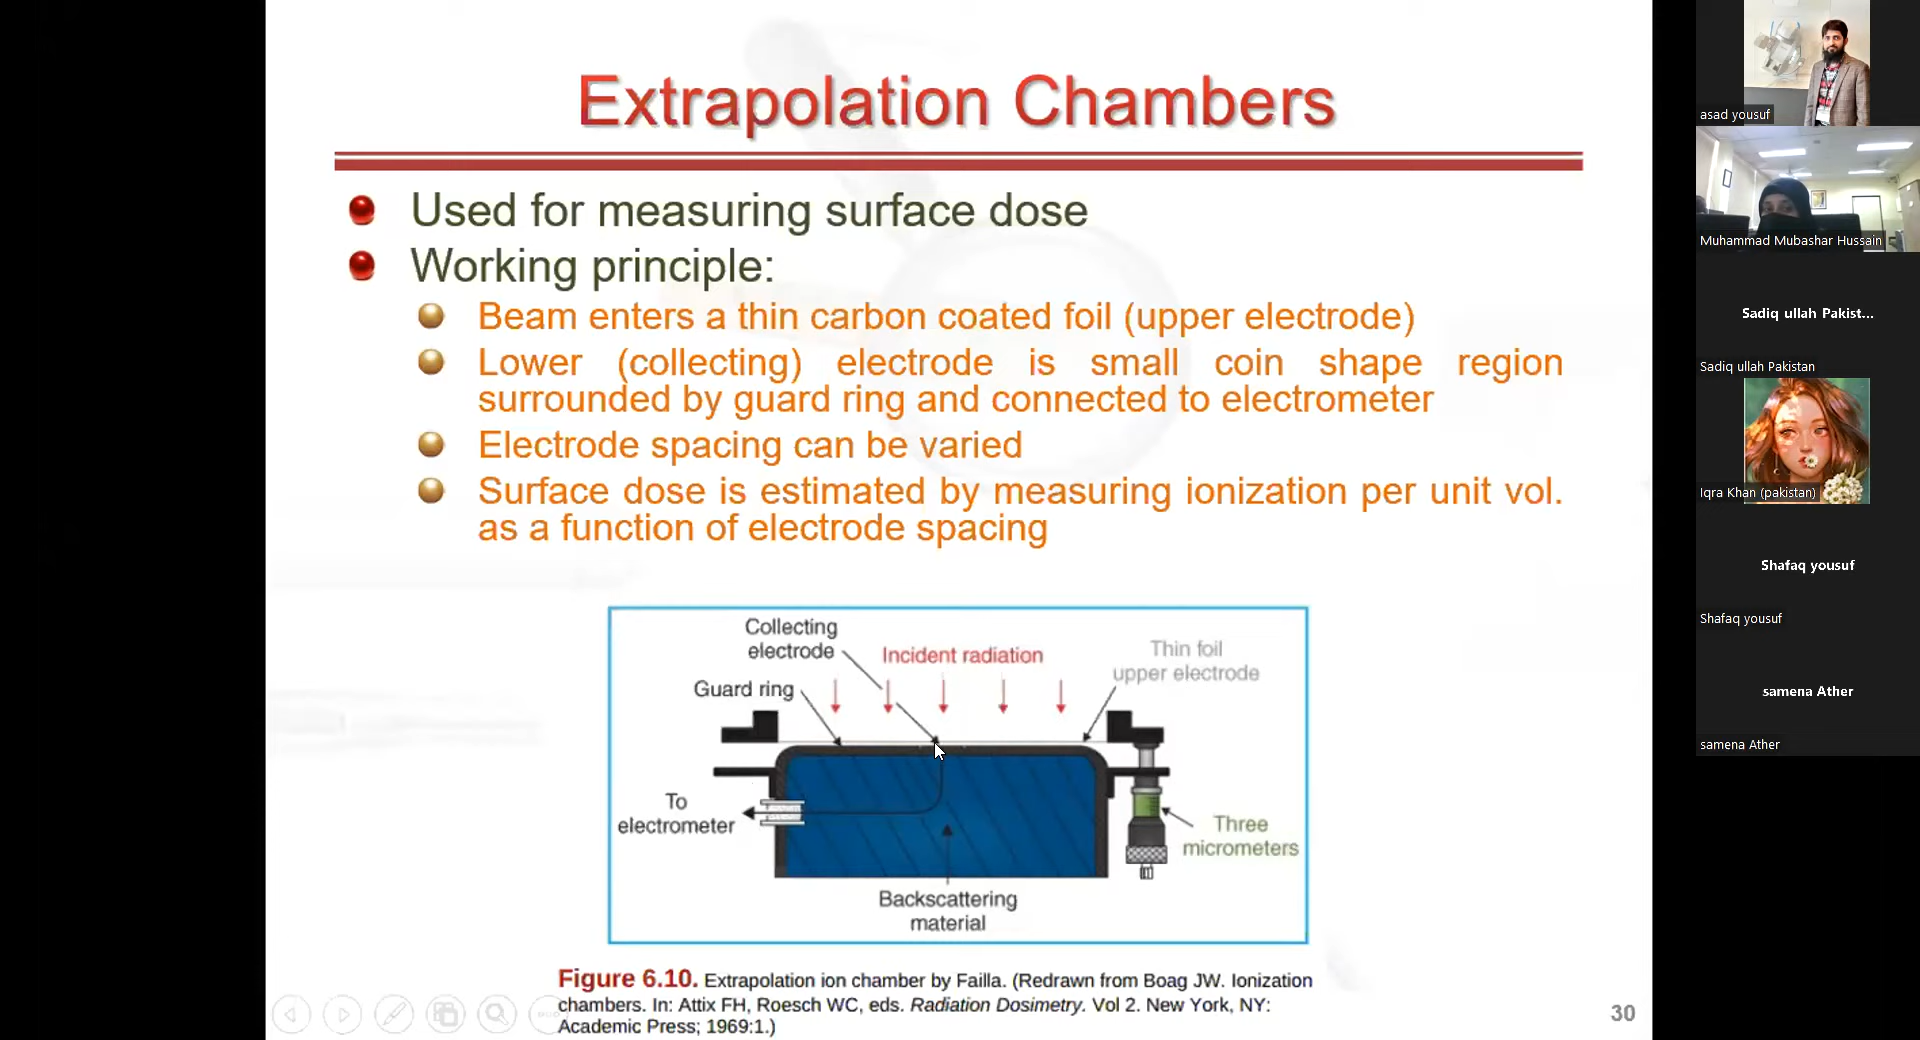 Extrapolation Chambers
Used for measuring surface dose
Working principle:
Beam enters a thin carbon coated foil (upper electrode)
Lower (collecting) electrode is small coin shape region
surrounded by guard ring and connected to electrometer
Electrode spacing can be varied
Surface dose is estimated by measuring ionization per unit vol.
as a function of electrode spacing
Collecting
electrode
Incident radiation
Thin foil
upper electrode
Guard ring
To
electrometer
Three
micrometers
Backscattering
material
Figure 6.10. Extrapolation ion chamber by Failla. (Redrawn from Boag JW. Ionization
chambers. In: Attix FH, Roesch WC, eds. Radiation Dosimetry. Vol 2. New York, NY:
Academic Press; 1969:1.)
30
asad yousuf
Muhammad Mubashar Hussain
Sadiq ullah Pakist...
Sadiq ullah Pakistan
Iqra Khan (pakistan)
Shafaq yousuf
Shafaq yousuf
samena Ather
samena Ather